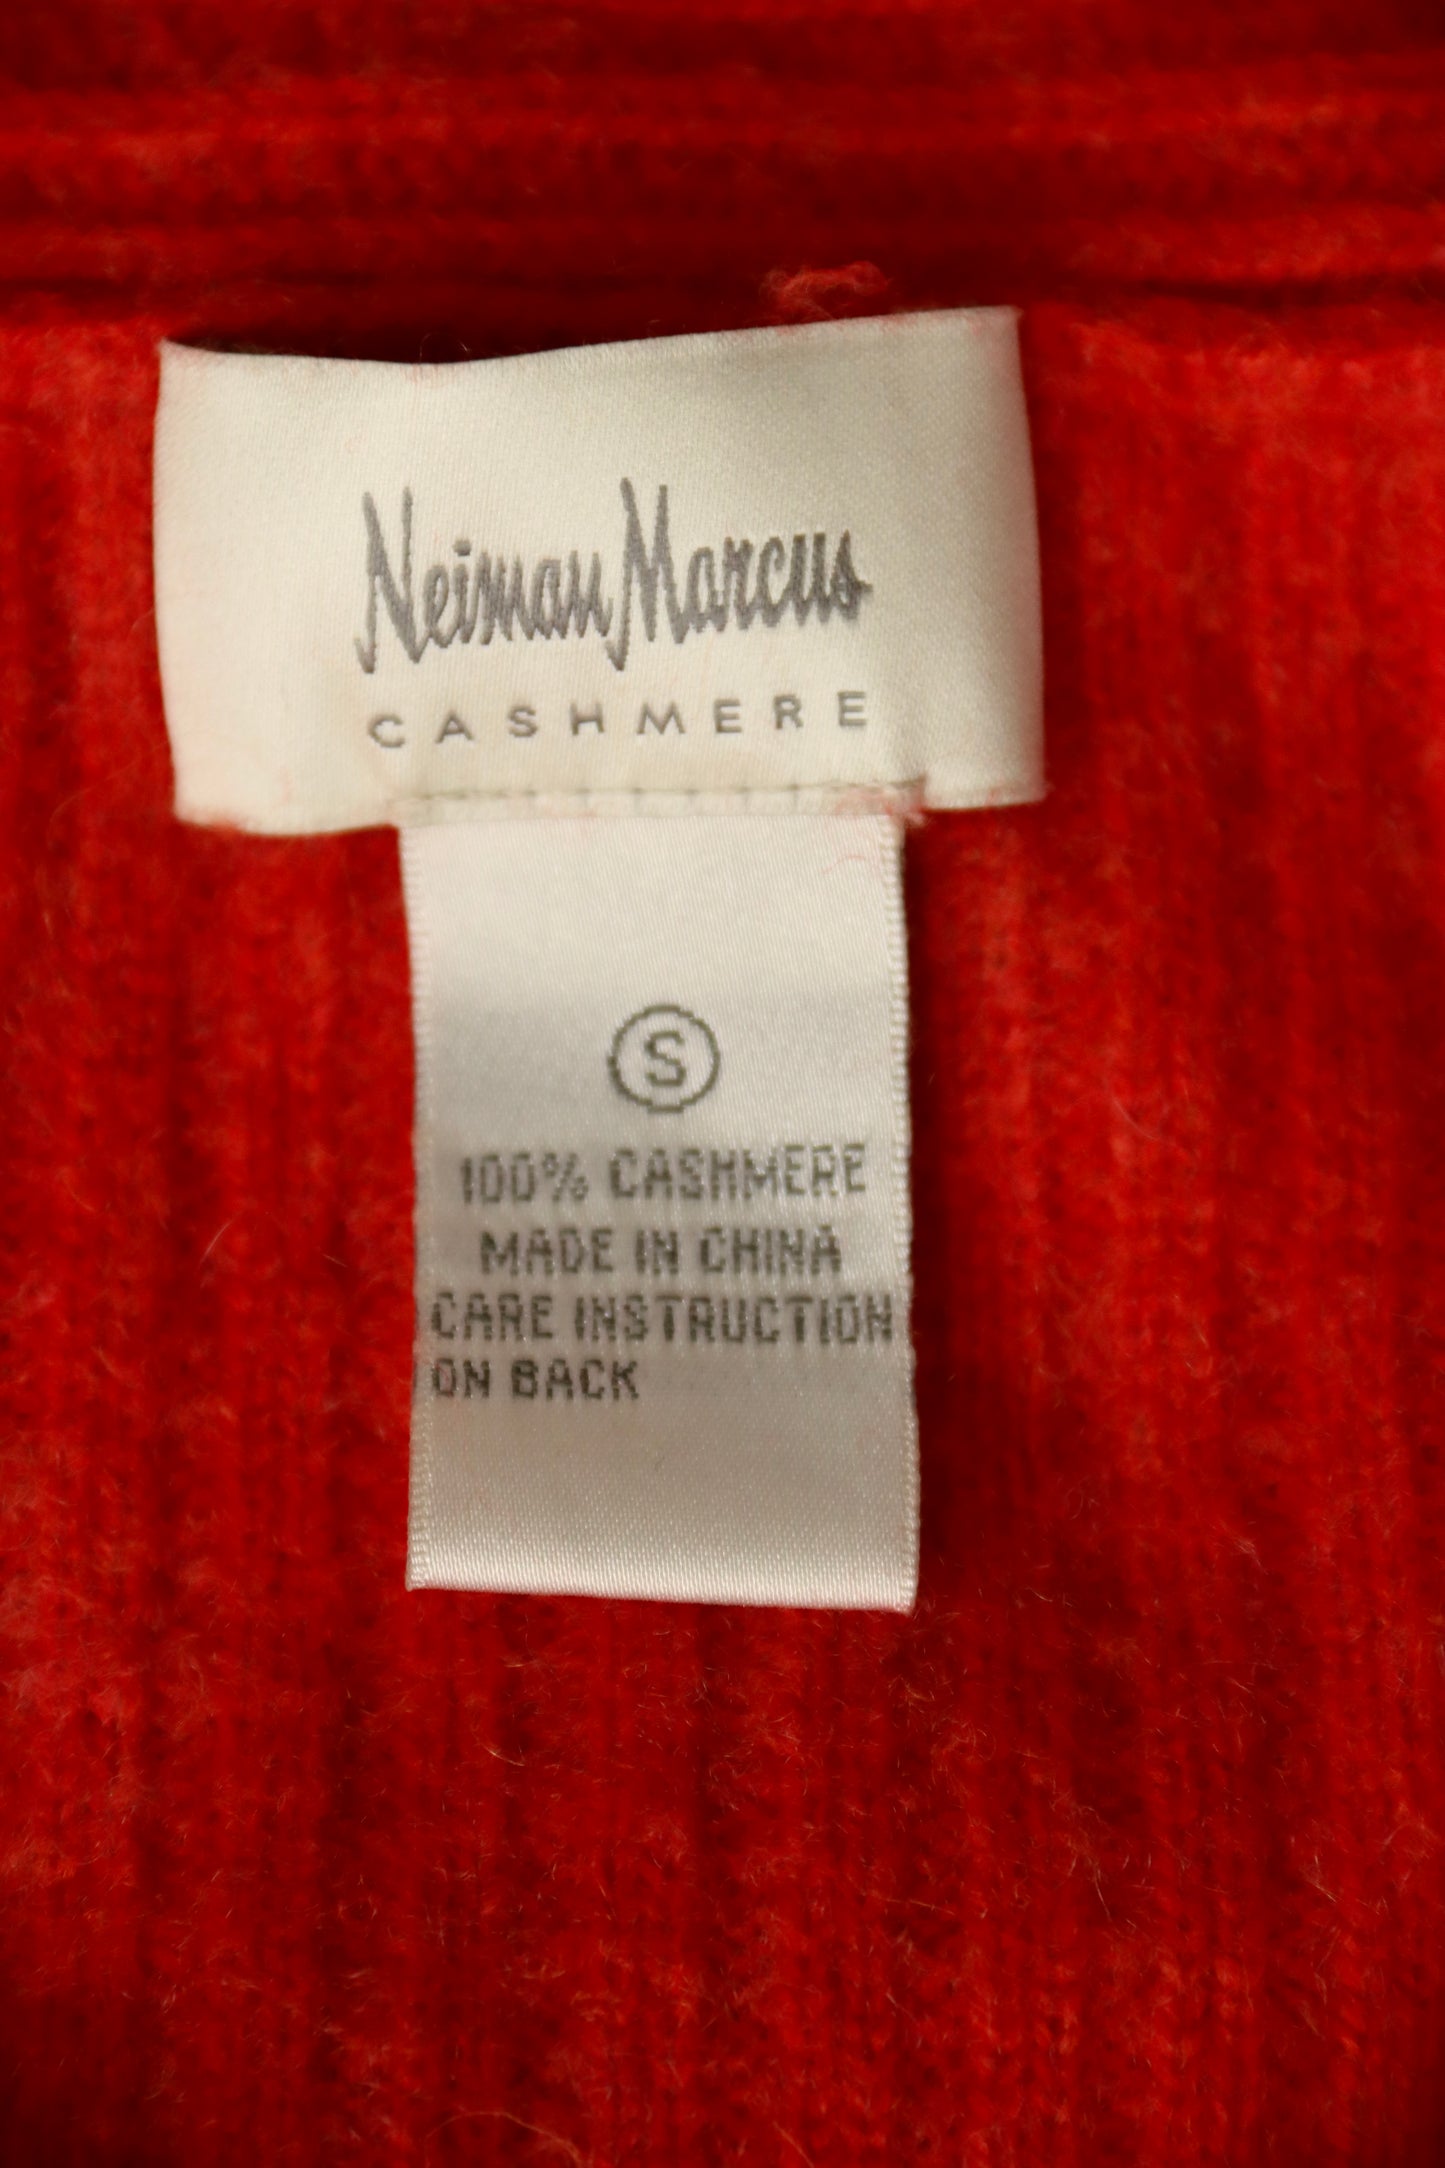 Neiman Marcus
CASHMERE
S
100% CASHMERE
MADE IN CHINA
CARE INSTRUCTION
ON BACK